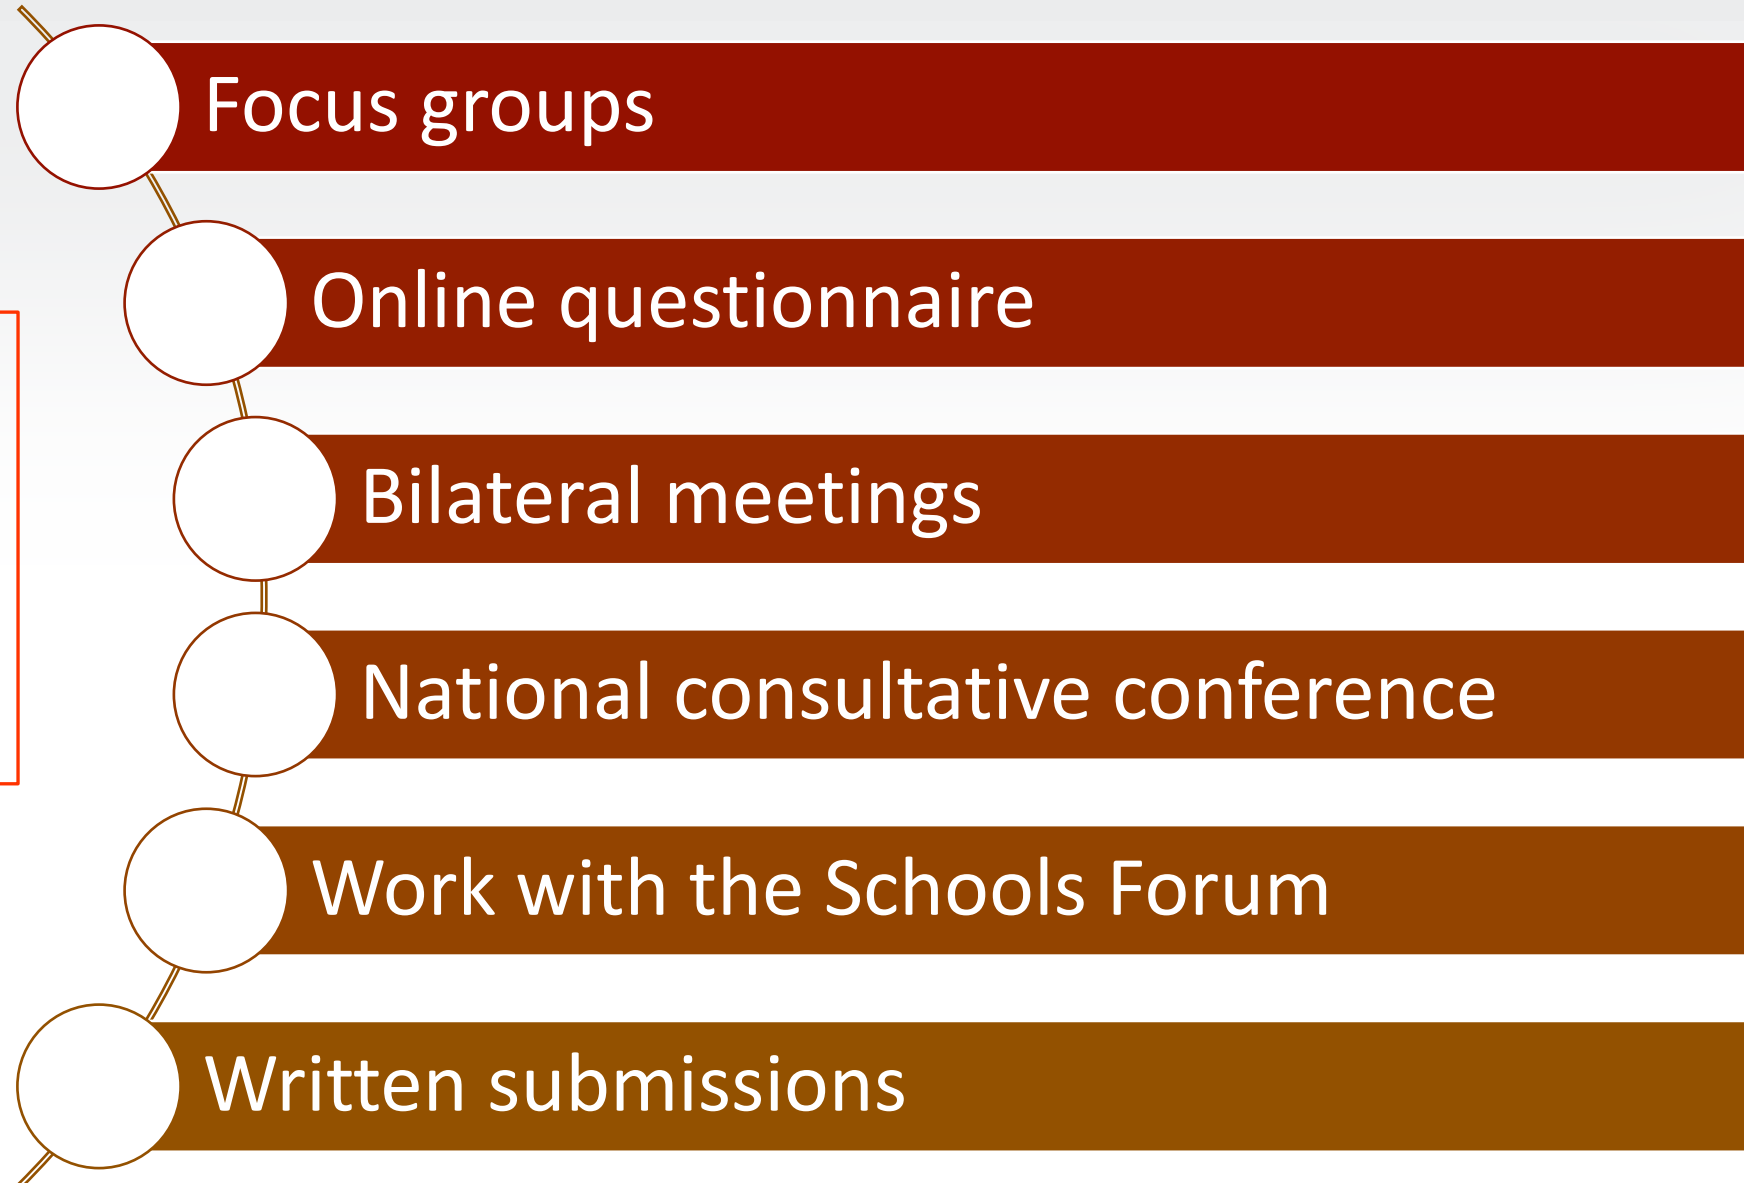 Focus groups
Online questionnaire
Bilateral meetings
National consultative conference
Work with the Schools Forum
Written submissions